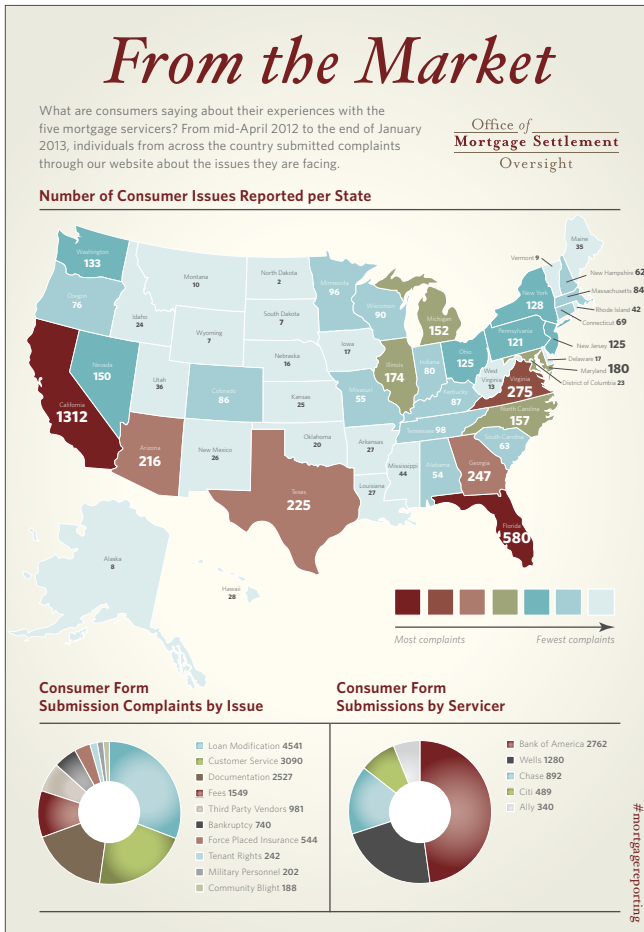 From the Market
What are consumers saying about their experiences with the
five mortgage servicers? From mid-April 2012 to the end of January
2013, individuals from across the country submitted complaints
through our website about the issues they are facing.
Office of
Mortgage Settlement
Oversight
Number of Consumer Issues Reported per State
Washington
133
Oregon
76
California
1312
Nevada
150
Idaho
24
Montana
10
Wyoming
7
Utah
36
Arizona
216
Colorado
86
New Mexico
26
North Dakota
2
South Dakota
7
Nebraska
16
Kansas
25
Oklahoma
20
Texas
225
Minnesota
96
Iowa
17
Missouri
55
Arkansas
27
Louisiana
27
Wisconsin
90
Illinois
174
Michigan
152
Indiana
80
Ohio
125
Kentucky
87
Tennessee 98
Mississippi
44
Alabama
54
Georgia
247
Florida
580
South Carolina
63
North Carolina
157
Virginia
275
West
Virginia
13
Pennsylvania
121
New York
128
Maine
35
Vermont 9
New Hampshire 62
Massachusetts 84
Rhode Island 42
Connecticut 69
New Jersey 125
Delaware 17
Maryland 180
District of Columbia 23
Alaska
8
Hawaii
28
Most complaints
Fewest complaints
Consumer Form
Submission Complaints by Issue
Loan Modification 4541
Customer Service 3090
Documentation 2527
Fees 1549
Third Party Vendors 981
Bankruptcy 740
Force Placed Insurance 544
Tenant Rights 242
Military Personnel 202
Community Blight 188
Consumer Form
Submissions by Servicer
Bank of America 2762
Wells 1280
Chase 892
Citi 489
Ally 340
#mortgagereporting